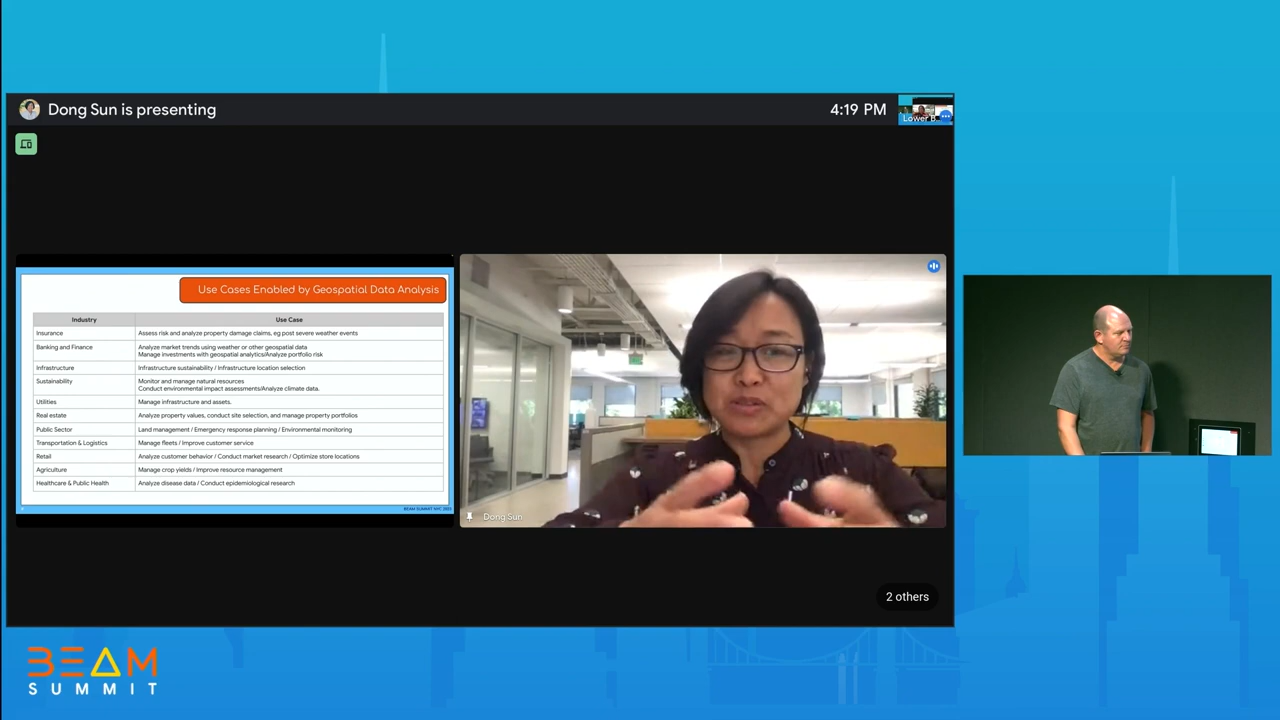 Dong Sun is presenting
4:19 PM
Lower B...
Use Cases Enabled by Geospatial Data Analysis
Industry Use Case
Insurance Assess risk and analyze property damage claims, eg post severe weather events
Banking and Finance Analyze market trends using weather or other geospatial data
Manage investments with geospatial analytics/Analyze portfolio risk
Infrastructure Infrastructure sustainability / Infrastructure location selection
Sustainability Monitor and manage natural resources
Conduct environmental impact assessments/Analyze climate data.
Utilities Manage infrastructure and assets.
Real estate Analyze property values, conduct site selection, and manage property portfolios
Public Sector Land management / Emergency response planning / Environmental monitoring
Transportation & Logistics Manage fleets / Improve customer service
Retail Analyze customer behavior / Conduct market research / Optimize store locations
Agriculture Manage crop yields / Improve resource management
Healthcare & Public Health Analyze disease data / Conduct epidemiological research
BEAM SUMMIT NYC 2023
Dong Sun
2 others
BEAM
SUMMIT